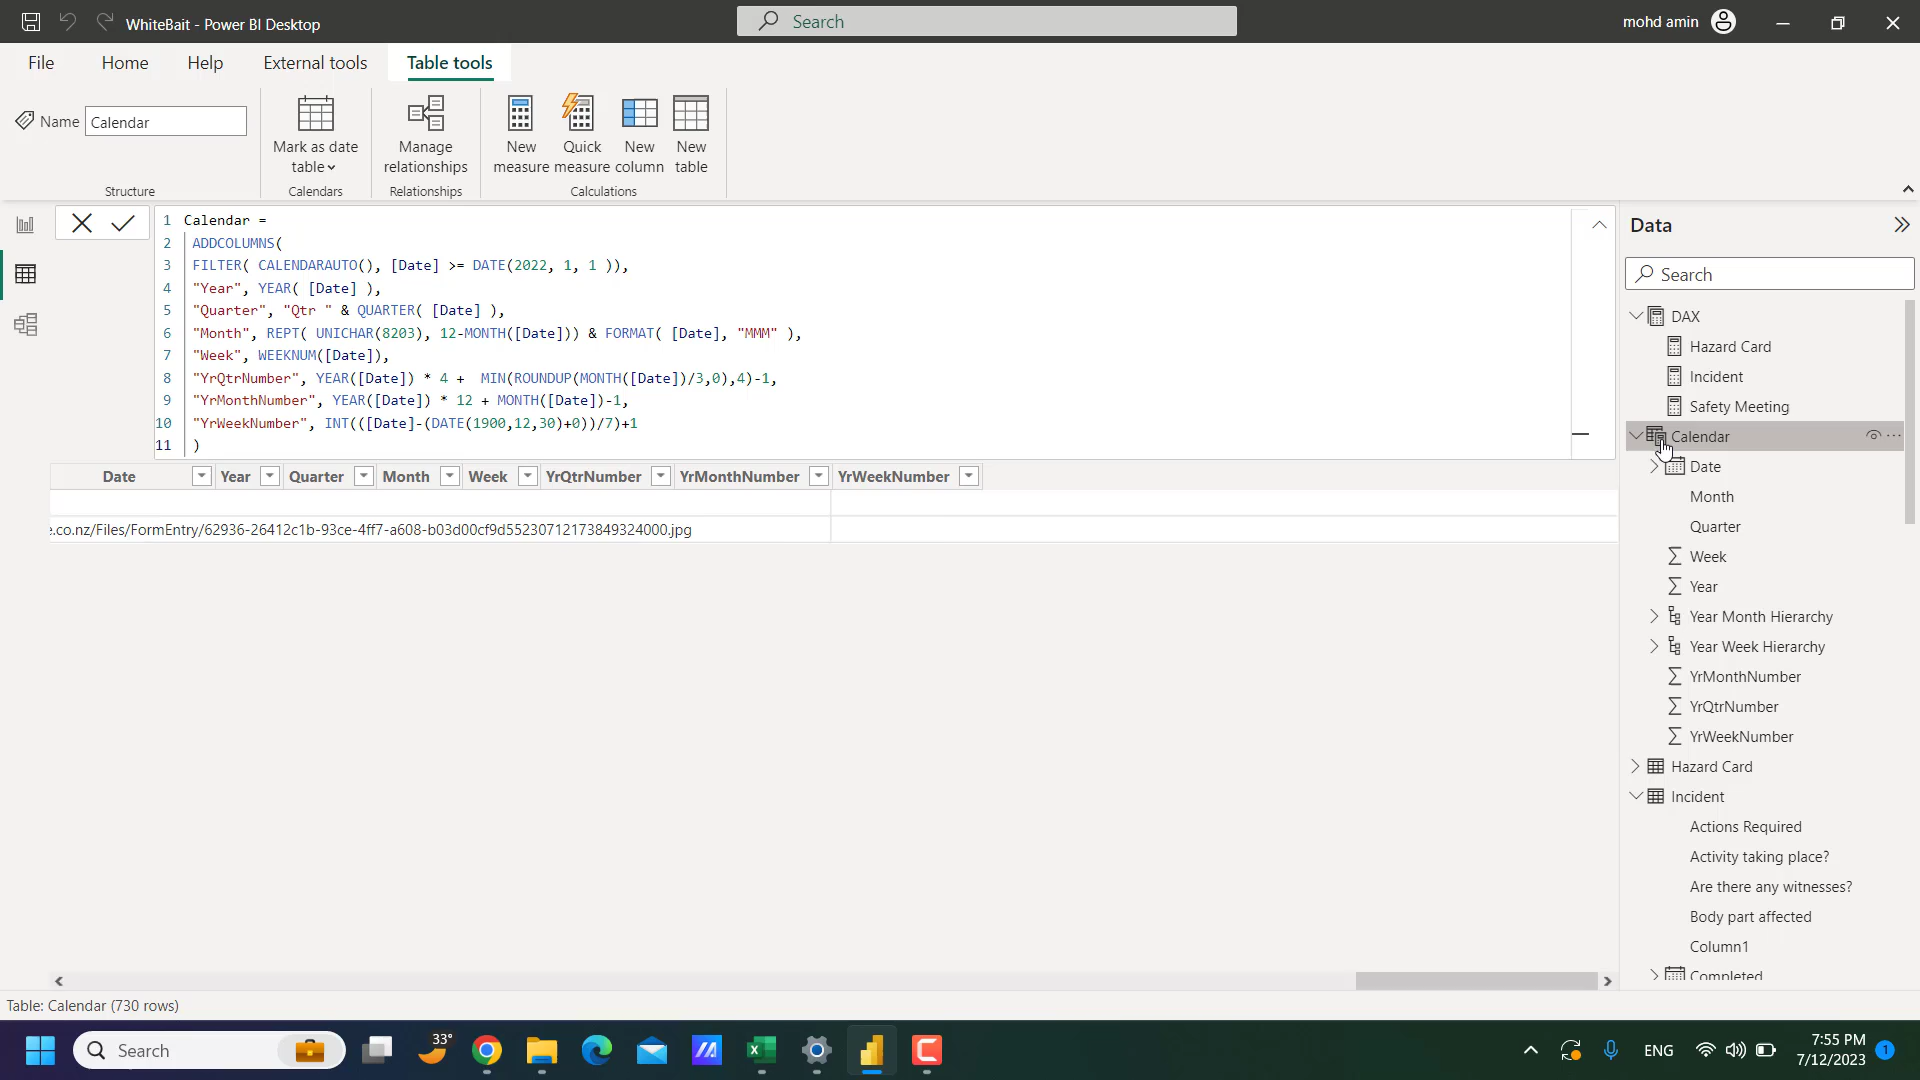 WhiteBait - Power BI Desktop
Search
mohd amin
File
Home
Help
External tools
Table tools
Name
Calendar
Mark as date table
Manage relationships
New measure
Quick measure
New column
New table
Structure
Calendars
Relationships
Calculations
1 Calendar =
2 ADDCOLUMNS(
3 FILTER( CALENDARAUTO(), [Date] >= DATE(2022, 1, 1 )),
4 "Year", YEAR( [Date] ),
5 "Quarter", "Qtr " & QUARTER( [Date] ),
6 "Month", REPT( UNICHAR(8203), 12-MONTH([Date])) & FORMAT( [Date], "MMM" ),
7 "Week", WEEKNUM([Date]),
8 "YrQtrNumber", YEAR([Date]) * 4 +  MIN(ROUNDUP(MONTH([Date])/3,0),4)-1,
9 "YrMonthNumber", YEAR([Date]) * 12 + MONTH([Date])-1,
10 "YrWeekNumber", INT(([Date]-(DATE(1900,12,30)+0))/7)+1
11 )
Date Year Quarter Month Week YrQtrNumber YrMonthNumber YrWeekNumber
.co.nz/Files/FormEntry/62936-26412c1b-93ce-4ff7-a608-b03d00cf9d55230712173849324000.jpg
Data
Search
DAX
Hazard Card
Incident
Safety Meeting
Calendar
Date
Month
Quarter
Week
Year
Year Month Hierarchy
Year Week Hierarchy
YrMonthNumber
YrQtrNumber
YrWeekNumber
Hazard Card
Incident
Actions Required
Activity taking place?
Are there any witnesses?
Body part affected
Column1
Completed
Table: Calendar (730 rows)
Search
33°
ENG
7:55 PM
7/12/2023
1